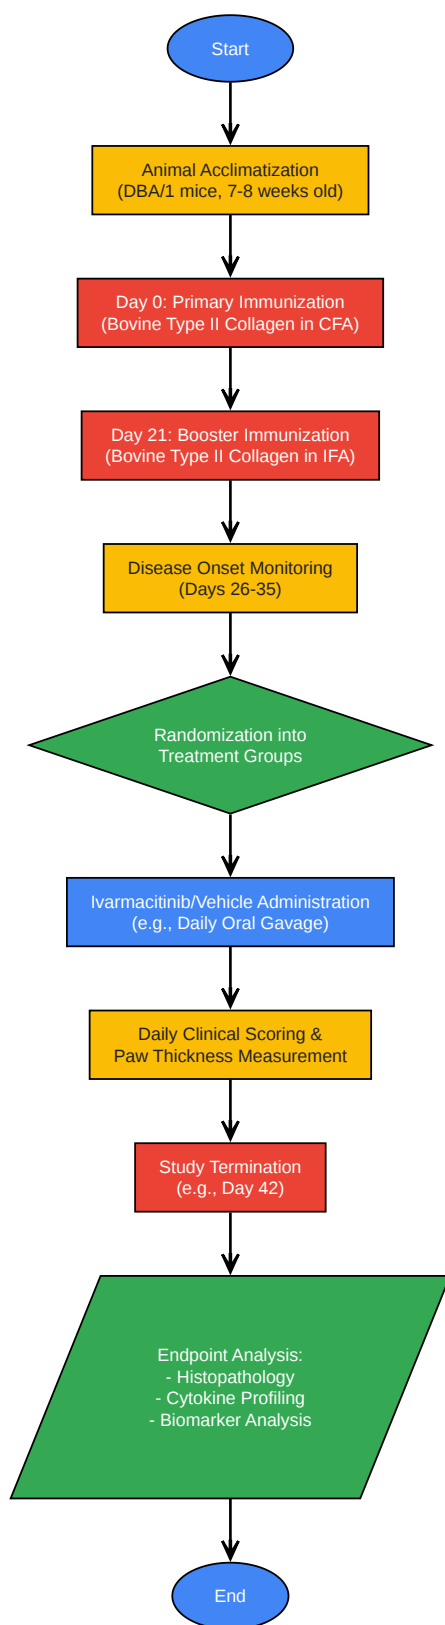 Start
Animal Acclimatization
(DBA/1 mice, 7-8 weeks old)
Day 0: Primary Immunization
(Bovine Type II Collagen in CFA)
Day 21: Booster Immunization
(Bovine Type II Collagen in IFA)
Disease Onset Monitoring
(Days 26-35)
Randomization into
Treatment Groups
Ivarmacitinib/Vehicle Administration
(e.g., Daily Oral Gavage)
Daily Clinical Scoring &
Paw Thickness Measurement
Study Termination
(e.g., Day 42)
Endpoint Analysis:
- Histopathology
- Cytokine Profiling
- Biomarker Analysis
End